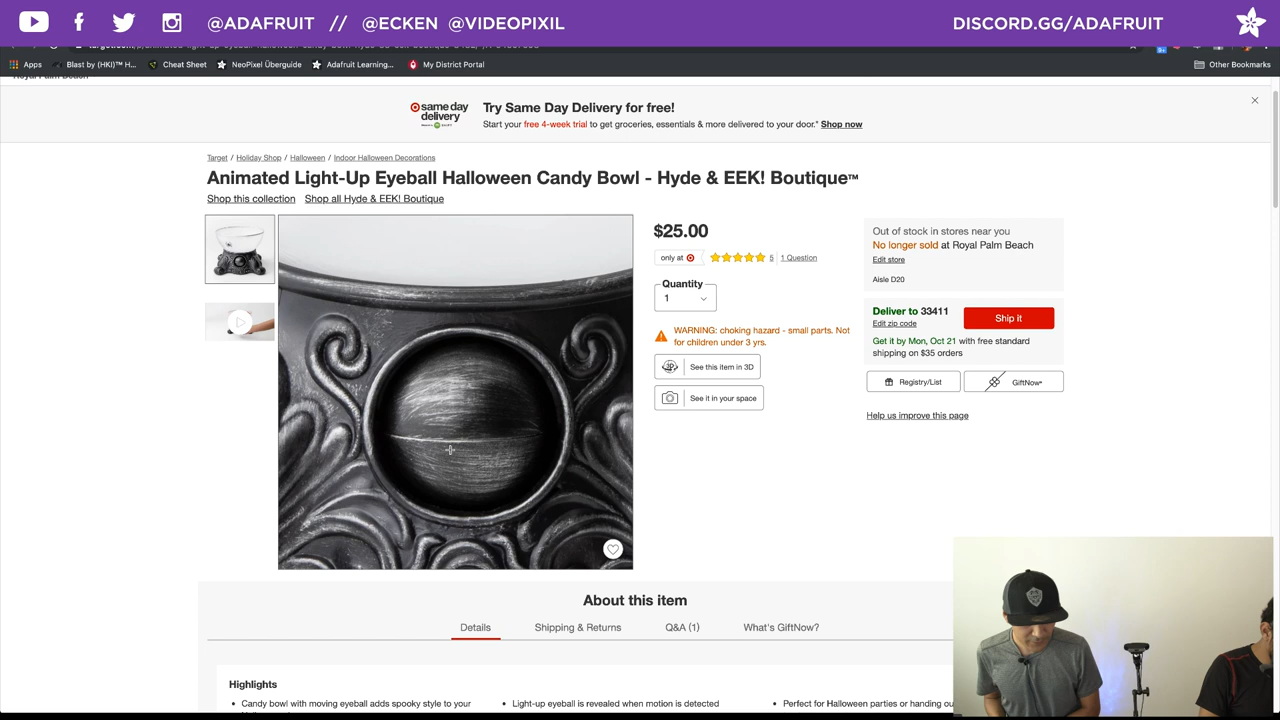 @ADAFRUIT // @ECKEN @VIDEOPIXIL
DISCORD.GG/ADAFRUIT
Apps
Blast by (HKI)™ H...
Cheat Sheet
NeoPixel Überguide
Adafruit Learning...
My District Portal
Other Bookmarks
Royal Palm Beach
same day
delivery
Try Same Day Delivery for free!
Start your free 4-week trial to get groceries, essentials & more delivered to your door.* Shop now
Target / Holiday Shop / Halloween / Indoor Halloween Decorations
Animated Light-Up Eyeball Halloween Candy Bowl - Hyde & EEK! Boutique™
Shop this collection Shop all Hyde & EEK! Boutique
$25.00
only at
5
1 Question
Quantity
1
WARNING: choking hazard - small parts. Not
for children under 3 yrs.
See this item in 3D
See it in your space
Out of stock in stores near you
No longer sold at Royal Palm Beach
Edit store
Aisle D20
Deliver to 33411
Edit zip code
Ship it
Get it by Mon, Oct 21 with free standard
shipping on $35 orders
Registry/List
GiftNow
Help us improve this page
About this item
Details
Shipping & Returns
Q&A (1)
What's GiftNow?
Highlights
• Candy bowl with moving eyeball adds spooky style to your
• Light-up eyeball is revealed when motion is detected
• Perfect for Halloween parties or handing